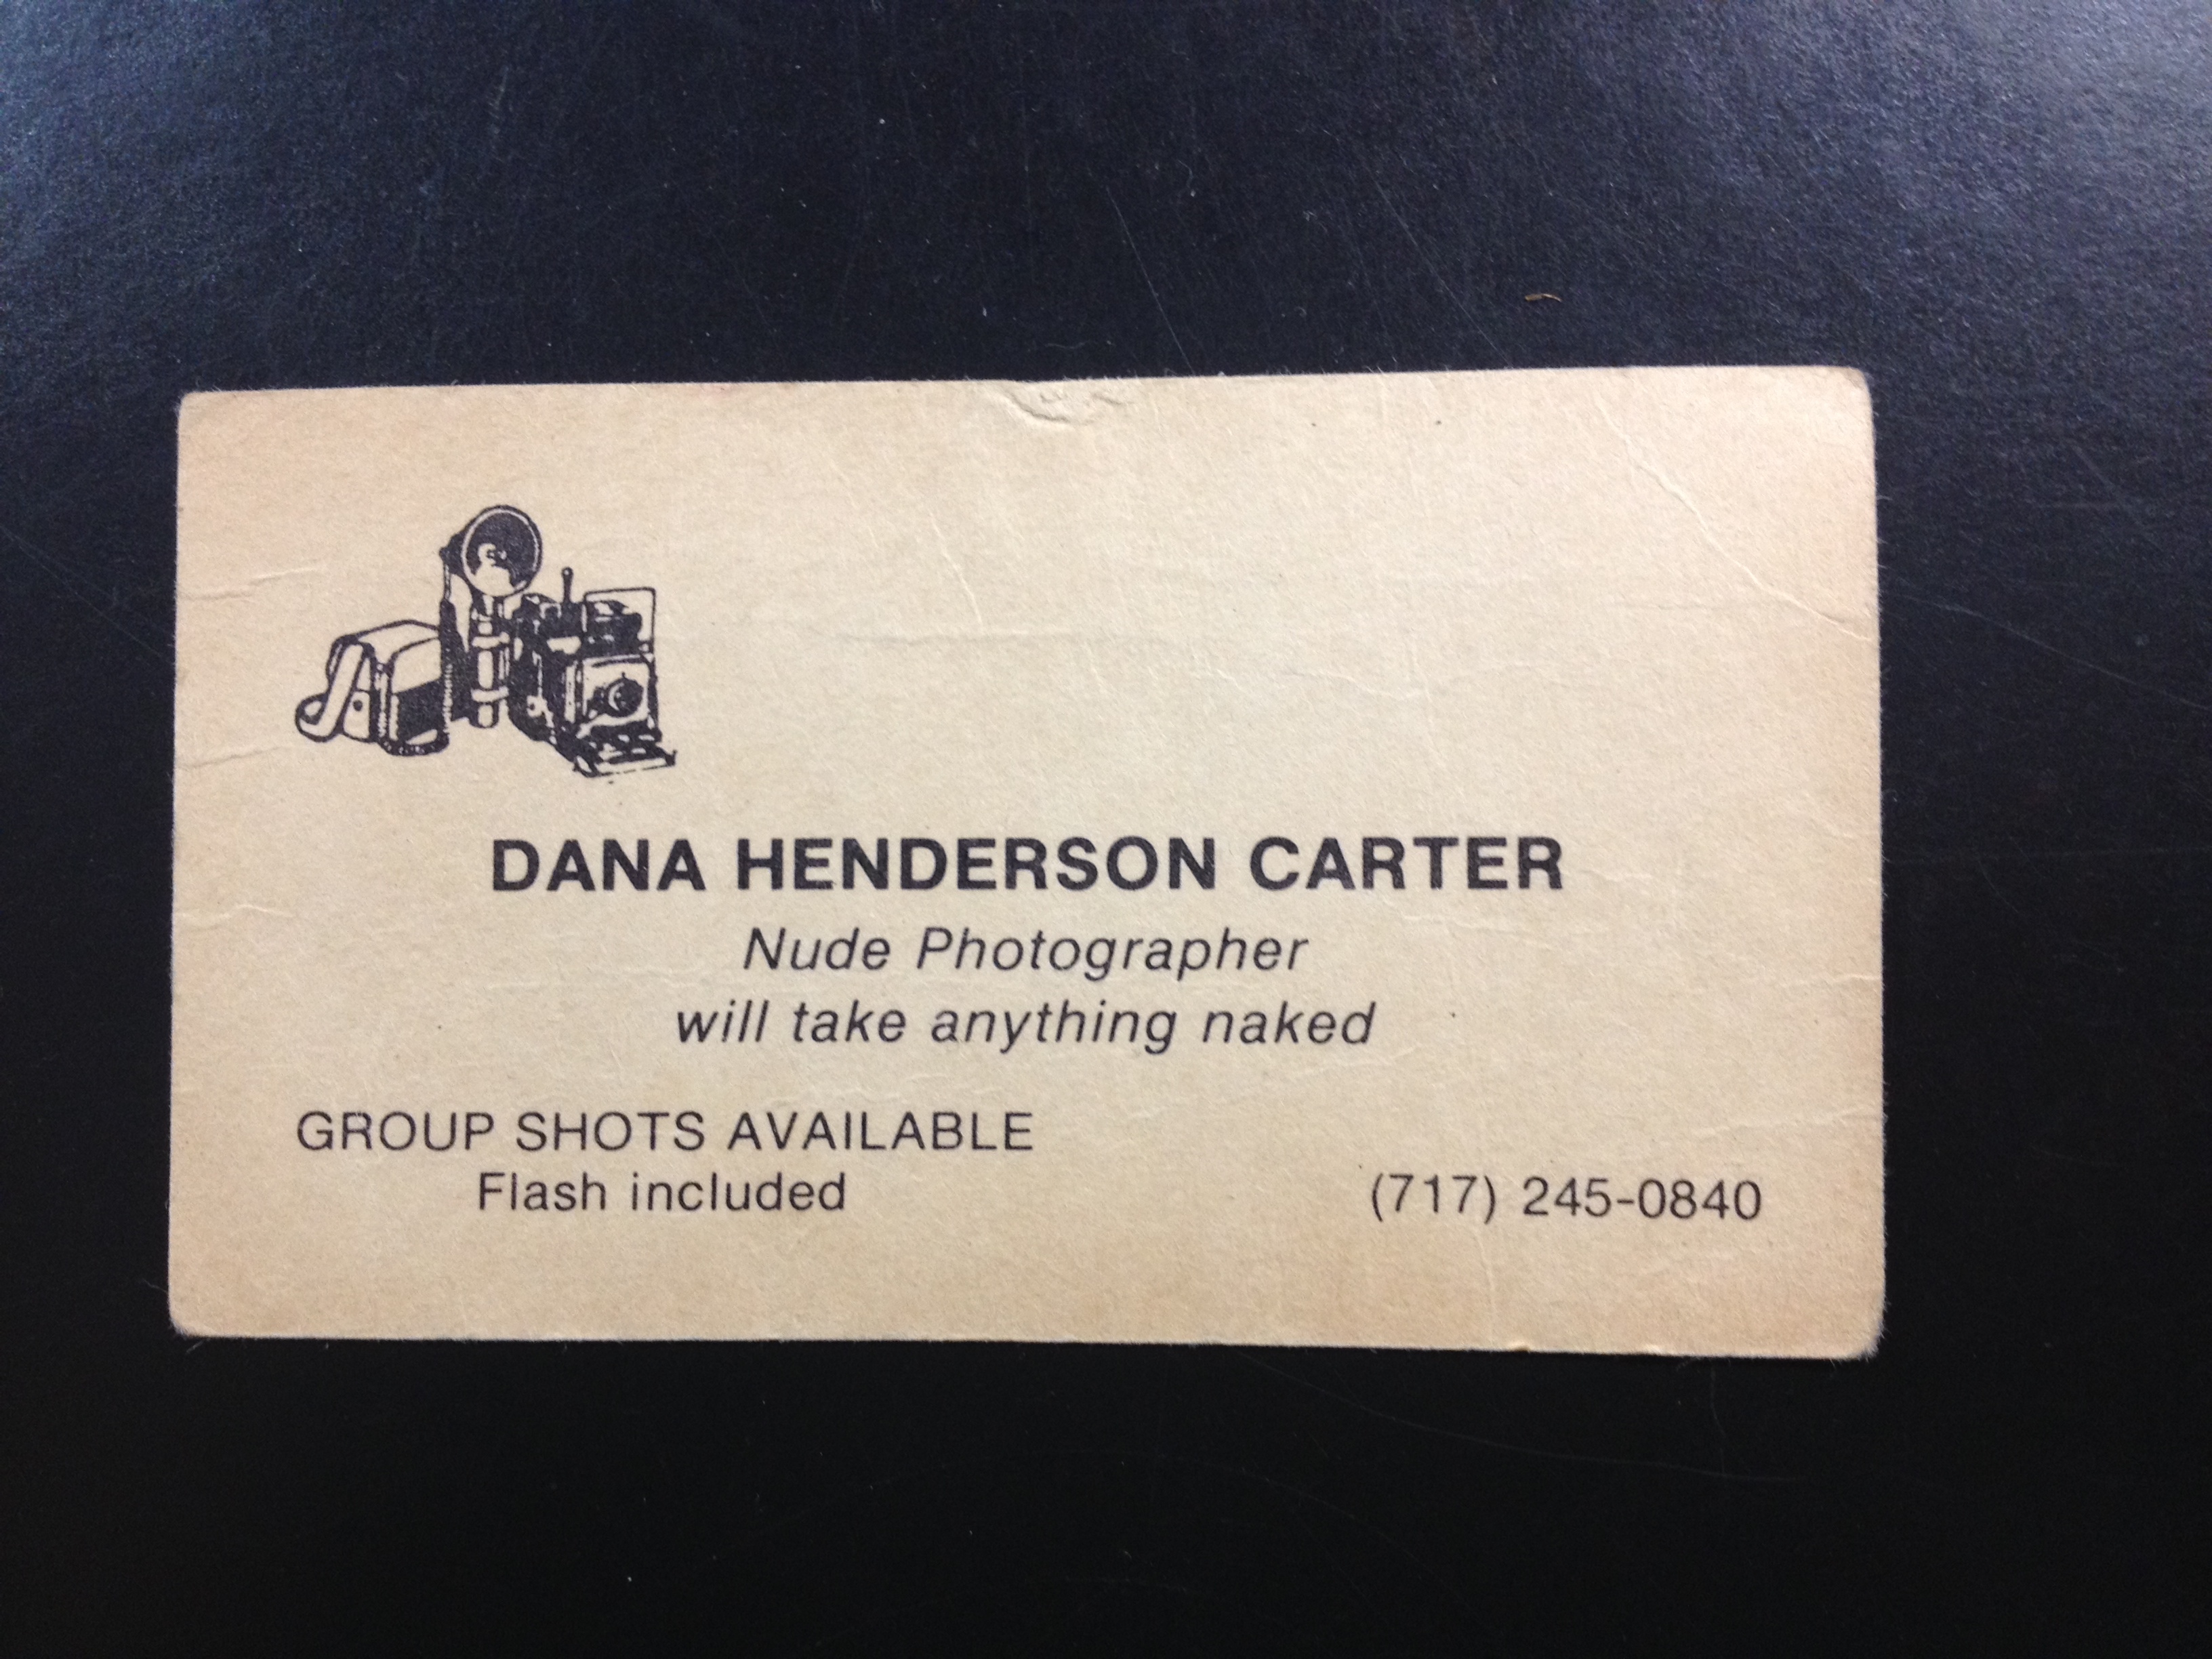 DANA HENDERSON CARTER
Nude Photographer
will take anything naked
GROUP SHOTS AVAILABLE
Flash included
(717) 245-0840